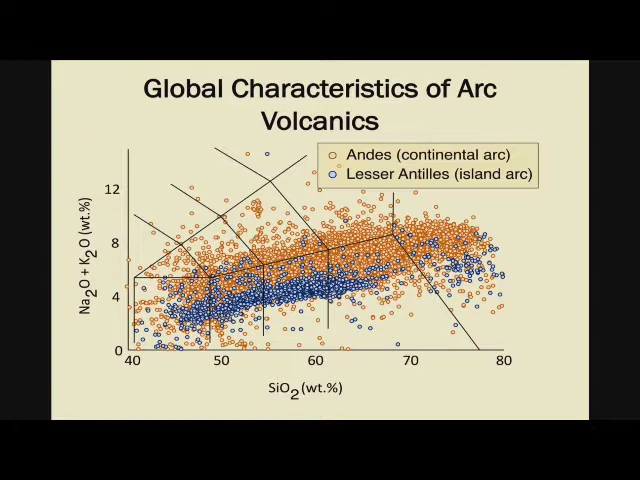 Global Characteristics of Arc
Volcanics
Andes (continental arc)
Lesser Antilles (island arc)
Na2O + K2O (wt.%)
12
8
4
0
40
50
60
70
80
SiO2 (wt.%)